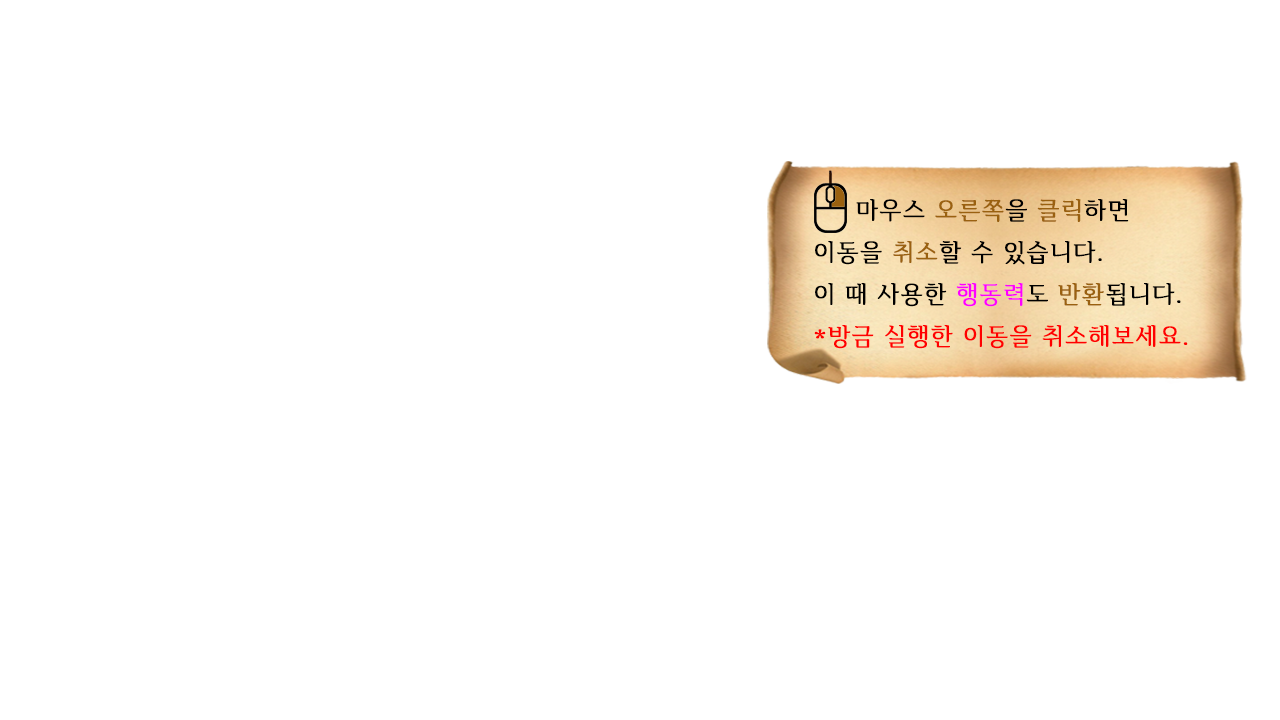 마우스 오른쪽을 클릭하면
이동을 취소할 수 있습니다.
이 때 사용한 행동력도 반환됩니다.
*방금 실행한 이동을 취소해보세요.